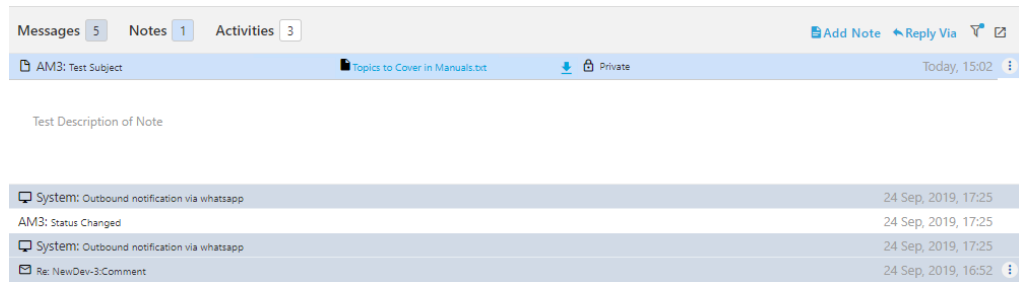 Messages 5 Notes 1 Activities 3 Add Note Reply Via
AM3: Test Subject Topics to Cover in Manuals.txt Private Today, 15:02
Test Description of Note
System: Outbound notification via whatsapp 24 Sep, 2019, 17:25
AM3: Status Changed 24 Sep, 2019, 17:25
System: Outbound notification via whatsapp 24 Sep, 2019, 17:25
Re: NewDev-3:Comment 24 Sep, 2019, 16:52